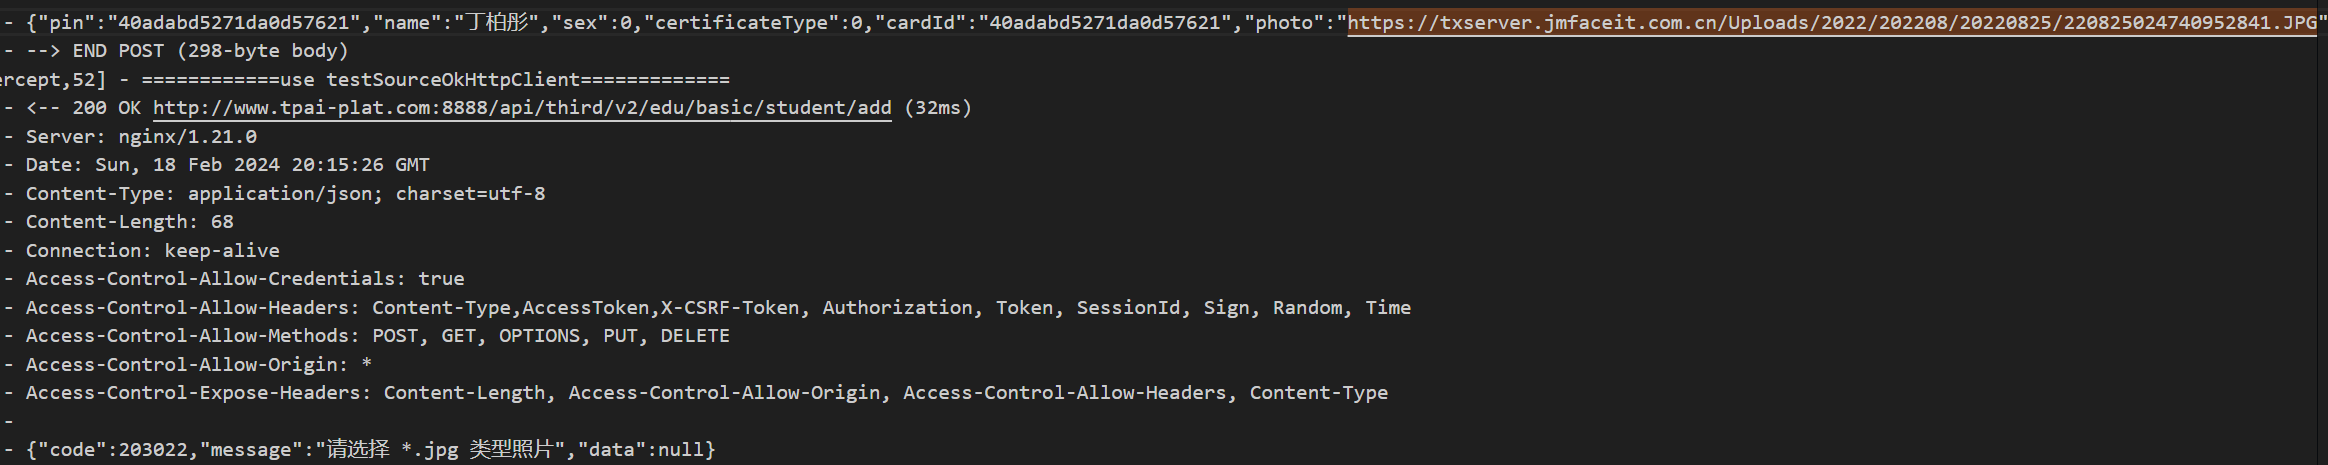 - {"pin":"40adabd5271da0d57621","name":"丁柏彤","sex":0,"certificateType":0,"cardId":"40adabd5271da0d57621","photo":"https://txserver.jmfaceit.com.cn/Uploads/2022/202208/20220825/220825024740952841.JPG"
- --> END POST (298-byte body)
ercept,52] - ============use testSourceOkHttpClient=============
- <-- 200 OK http://www.tpai-plat.com:8888/api/third/v2/edu/basic/student/add (32ms)
- Server: nginx/1.21.0
- Date: Sun, 18 Feb 2024 20:15:26 GMT
- Content-Type: application/json; charset=utf-8
- Content-Length: 68
- Connection: keep-alive
- Access-Control-Allow-Credentials: true
- Access-Control-Allow-Headers: Content-Type,AccessToken,X-CSRF-Token, Authorization, Token, SessionId, Sign, Random, Time
- Access-Control-Allow-Methods: POST, GET, OPTIONS, PUT, DELETE
- Access-Control-Allow-Origin: *
- Access-Control-Expose-Headers: Content-Length, Access-Control-Allow-Origin, Access-Control-Allow-Headers, Content-Type
-
- {"code":203022,"message":"请选择 *.jpg 类型照片","data":null}